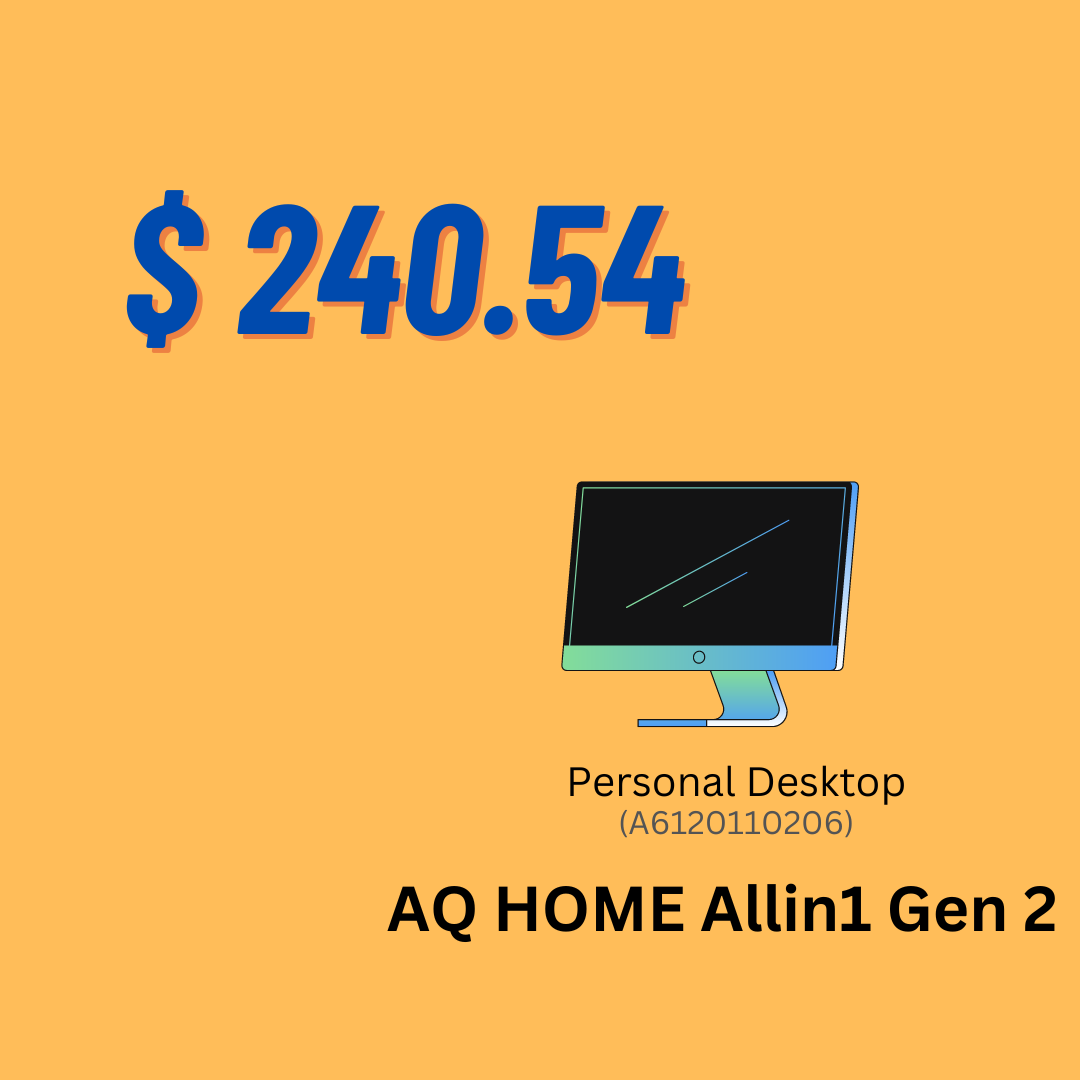 $ 240.54
Personal Desktop
(A6120110206)
AQ HOME Allin1 Gen 2